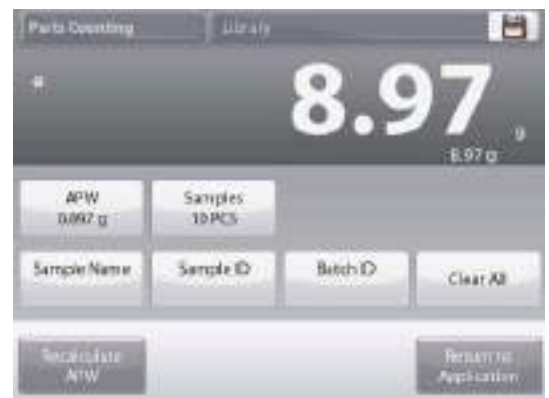 Parts Counting
Library
8.97 g
8.97 g
APW
0.897 g
Samples
10 PCS
Sample Name
Sample ID
Batch ID
Clear All
Recalculate
APW
Return to
Application